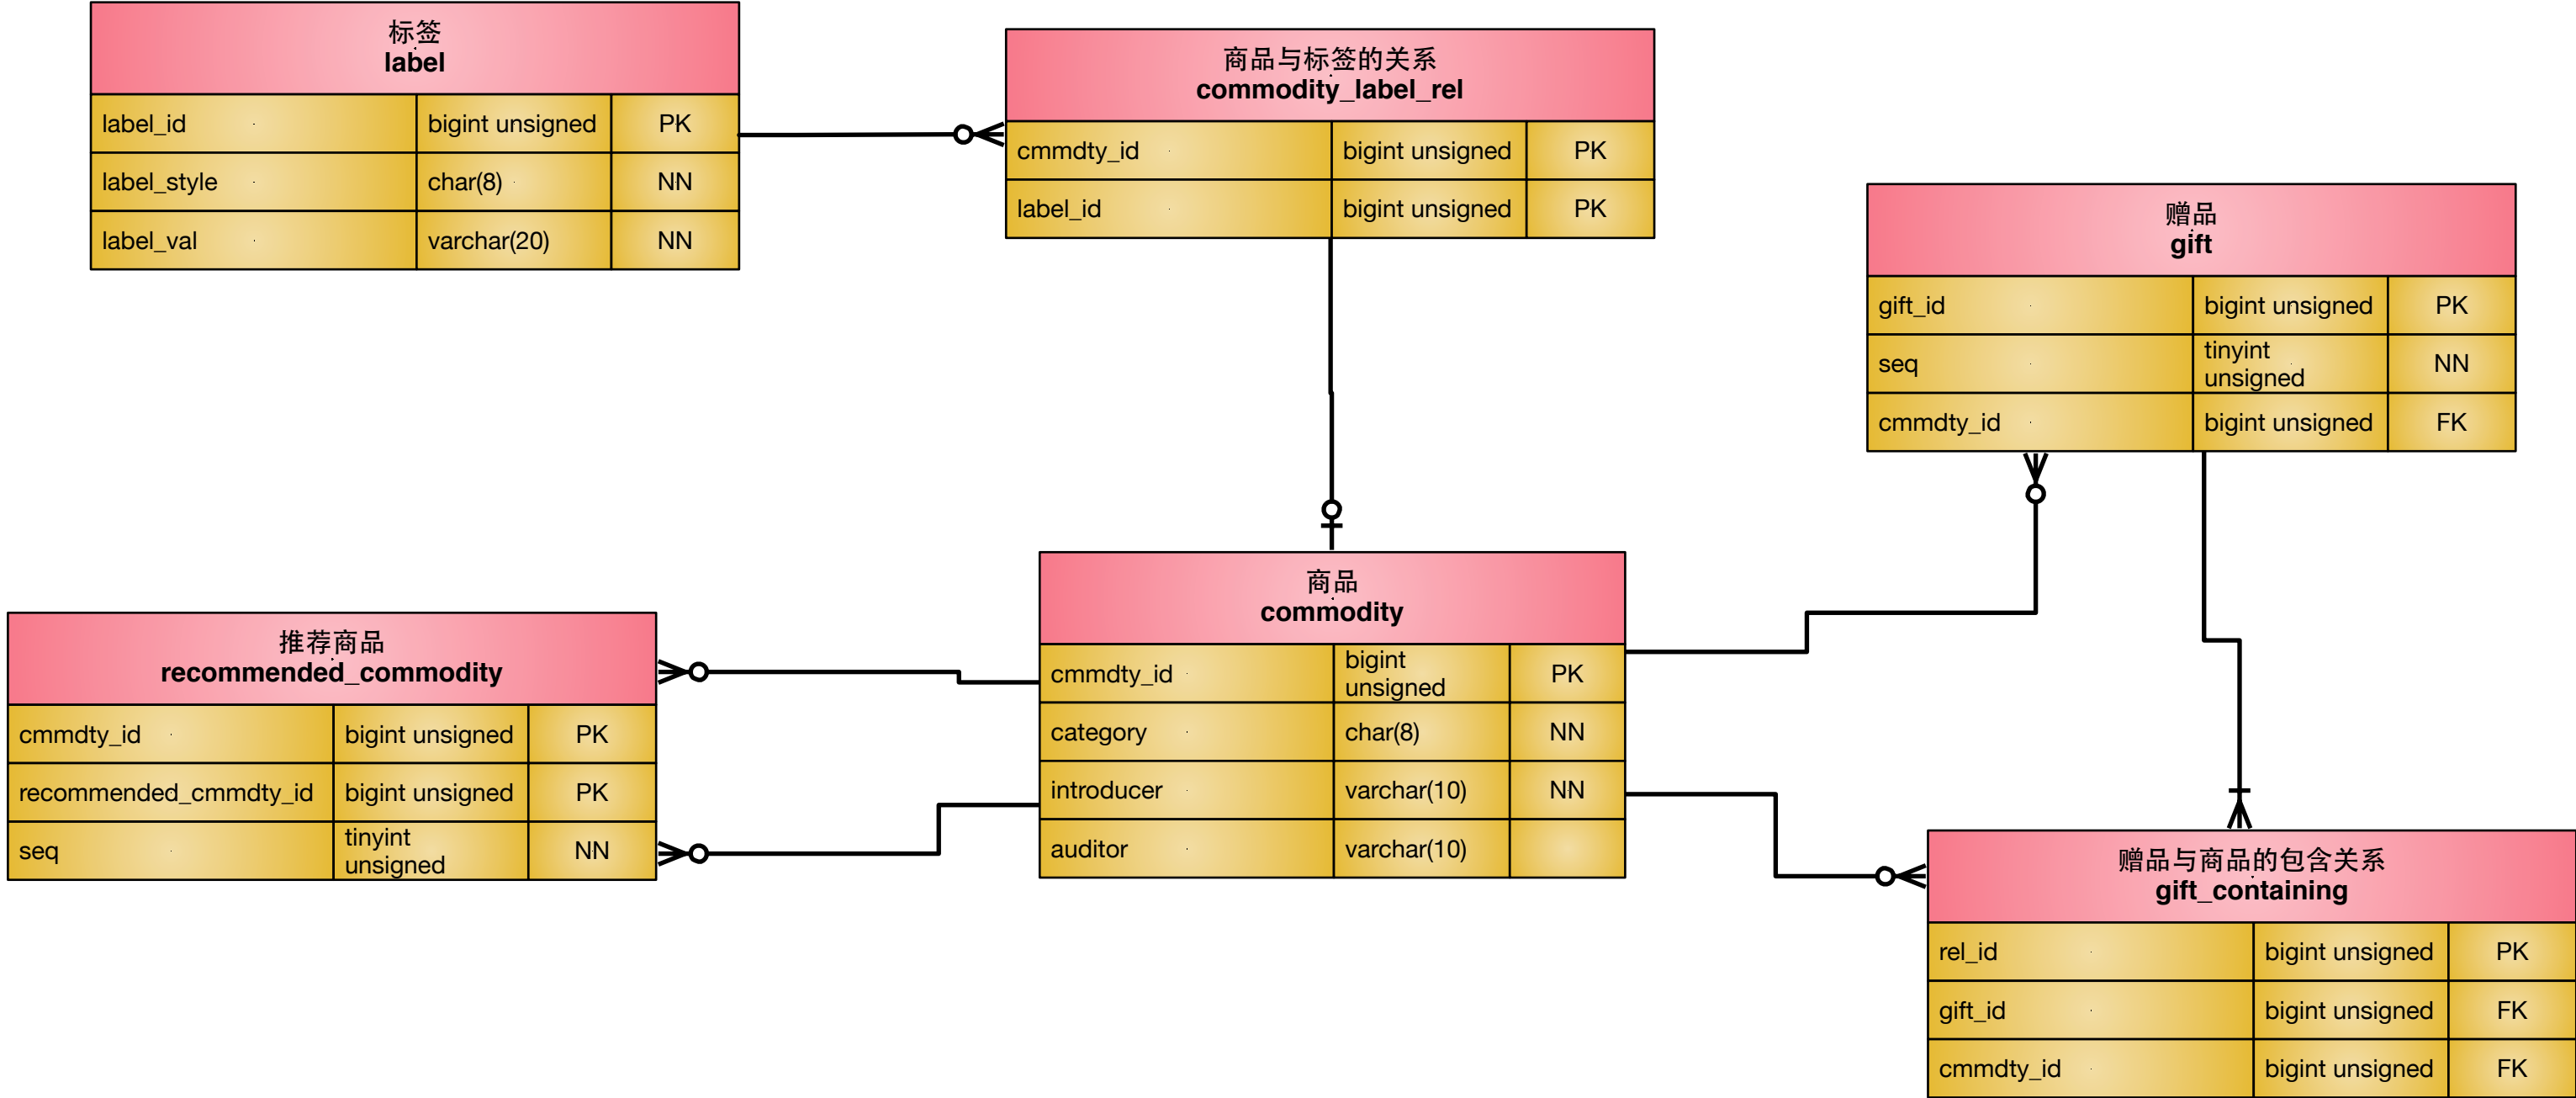 标签
label
label_id bigint unsigned PK
label_style char(8) NN
label_val varchar(20) NN
商品与标签的关系
commodity_label_rel
cmmdty_id bigint unsigned PK
label_id bigint unsigned PK
赠品
gift
gift_id bigint unsigned PK
seq tinyint
unsigned NN
cmmdty_id bigint unsigned FK
推荐商品
recommended_commodity
cmmdty_id bigint unsigned PK
recommended_cmmdty_id bigint unsigned PK
seq tinyint
unsigned NN
商品
commodity
cmmdty_id bigint
unsigned PK
category char(8) NN
introducer varchar(10) NN
auditor varchar(10)
赠品与商品的包含关系
gift_containing
rel_id bigint unsigned PK
gift_id bigint unsigned FK
cmmdty_id bigint unsigned FK